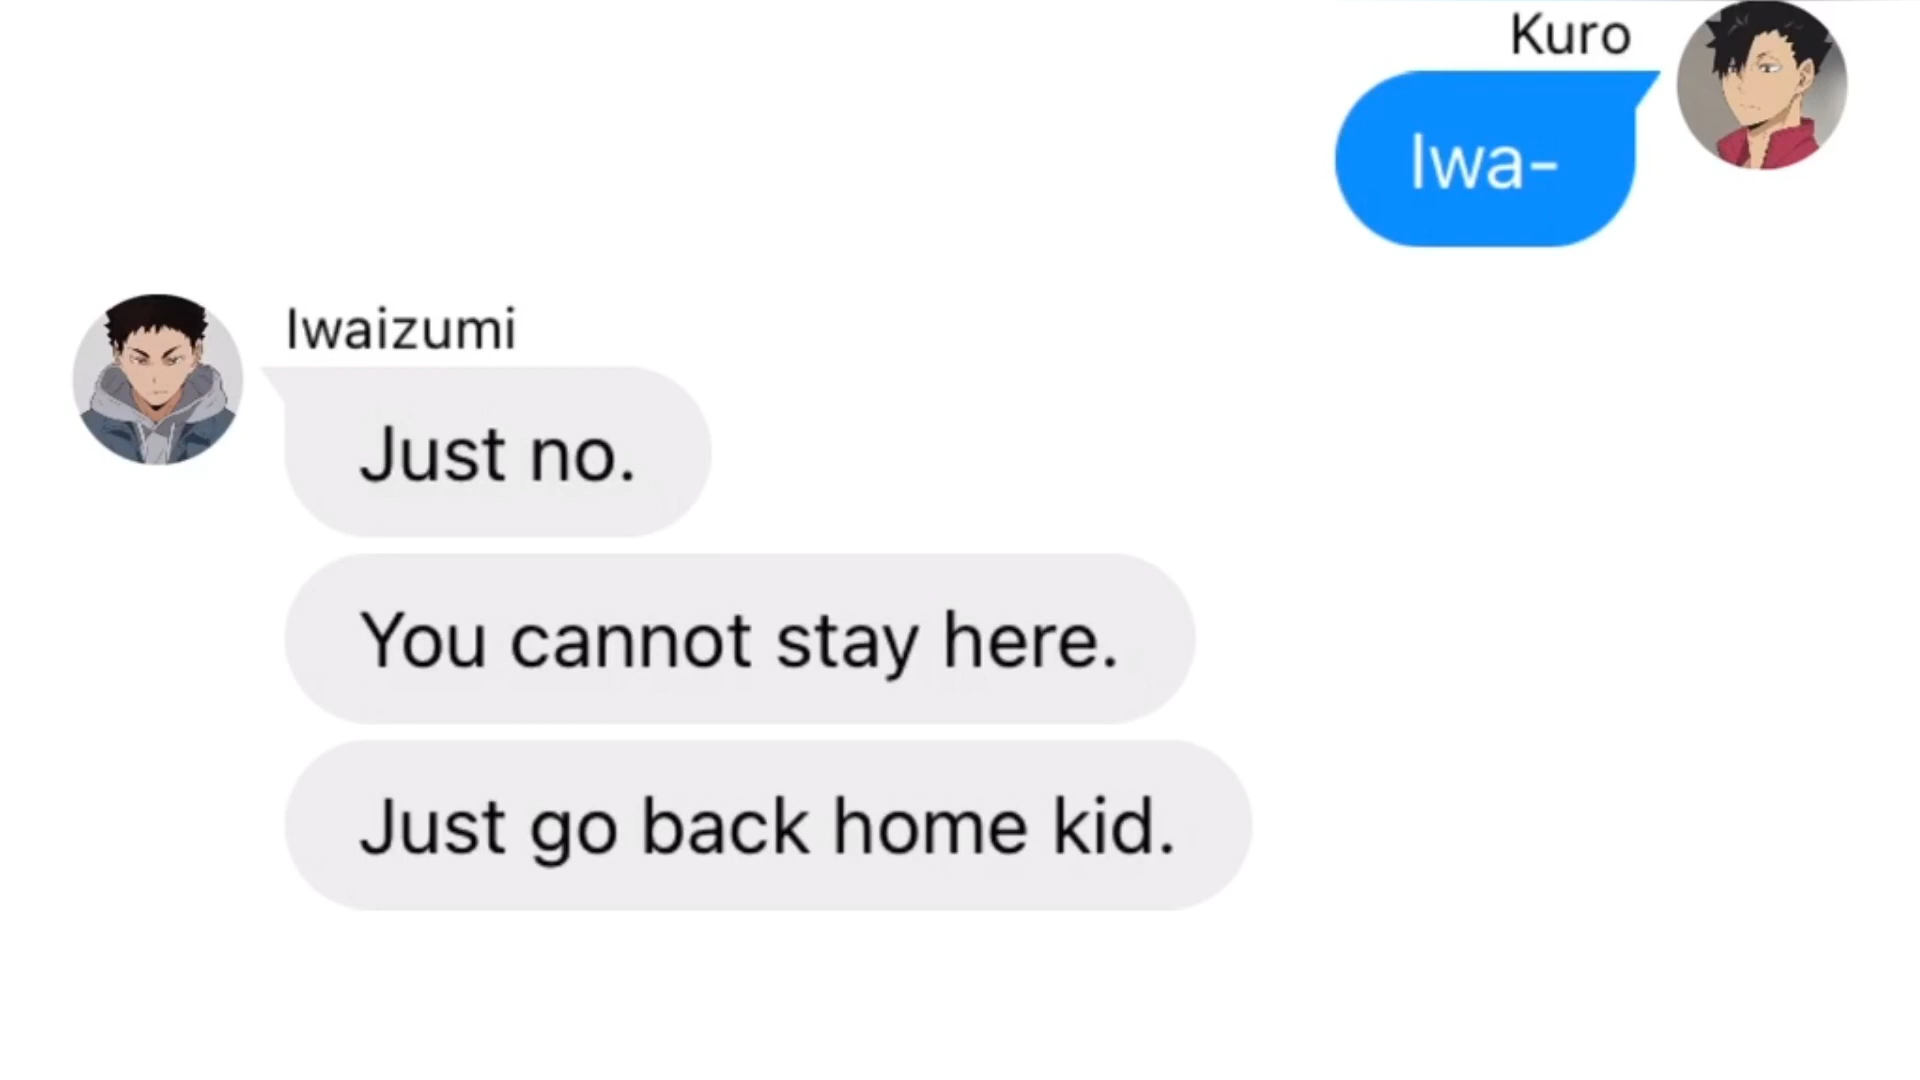 Kuro
Iwa-
Iwaizumi
Just no.
You cannot stay here.
Just go back home kid.